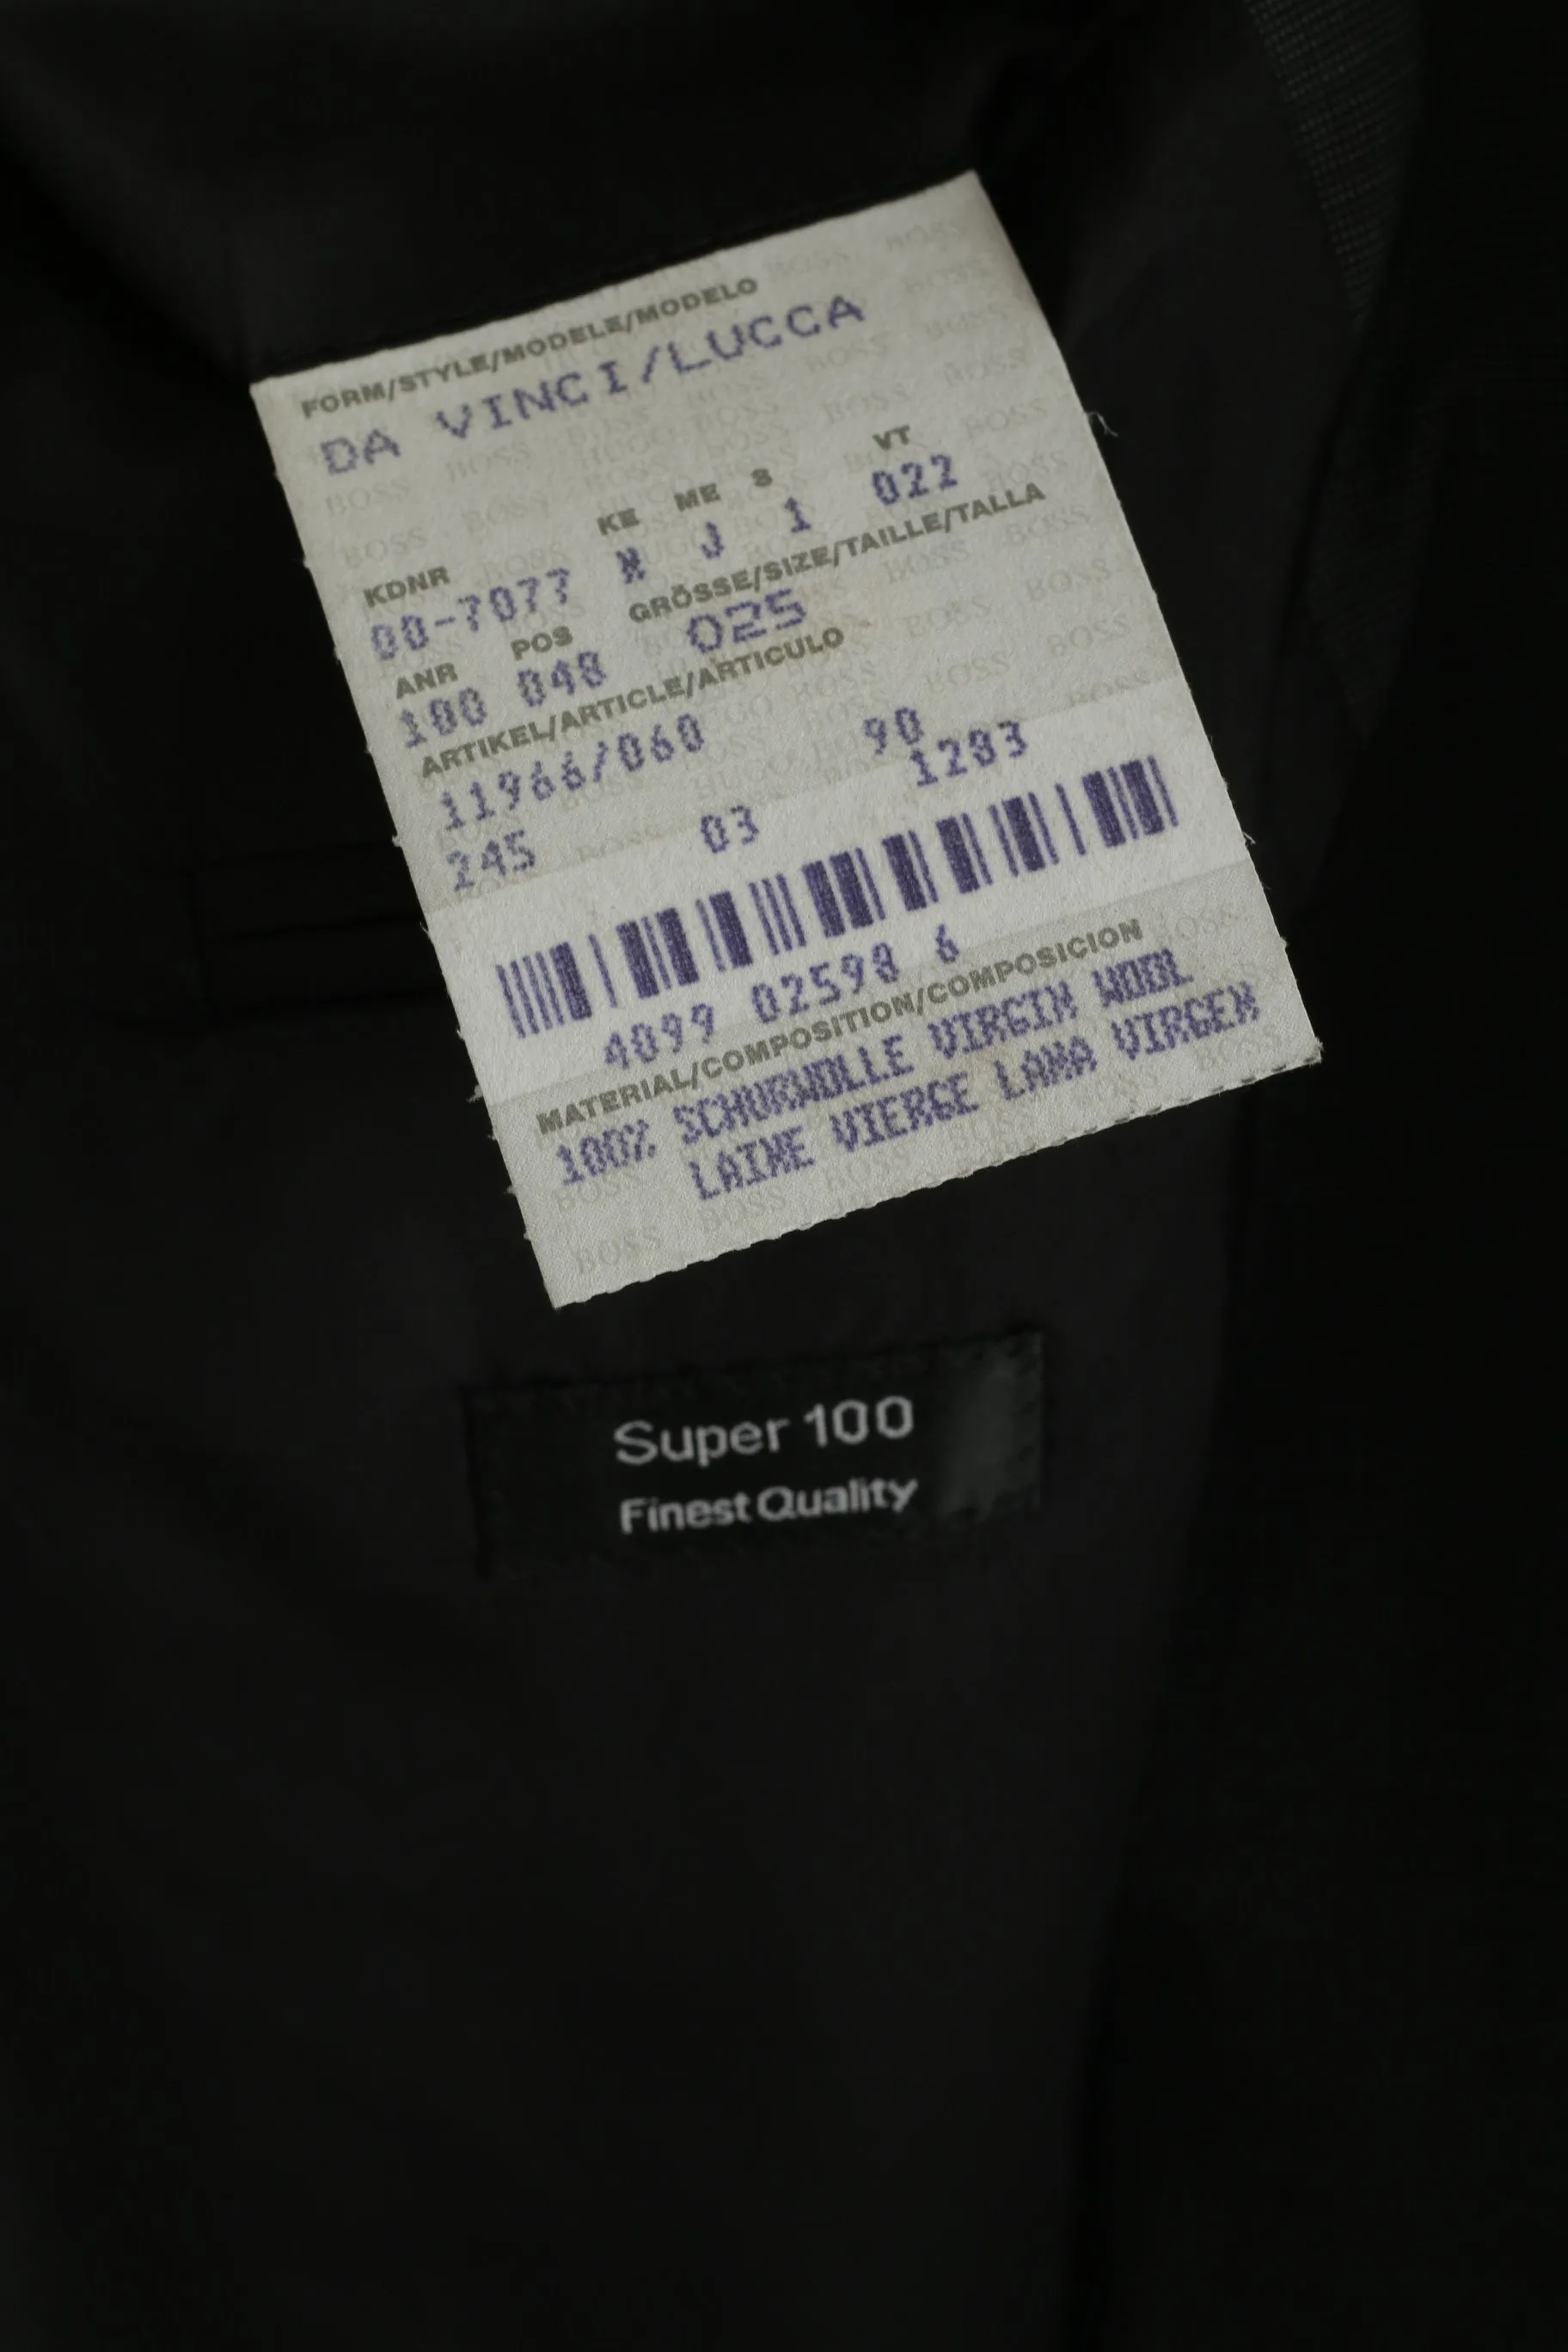 FORM/STYLE/MODELE/MODELO
DA VINCI/LUCCA
KDNR KE ME S VT
00-7077 N J 1 022
ANR POS GRÖSSE/SIZE/TAILLE/TALLA
100 048 025
ARTIKEL/ARTICLE/ARTICULO
11966/060 90
245 03 1283
4099 02598 6
MATERIAL/COMPOSITION/COMPOSICION
100% SCHURWOLLE VIRGIN WOOL
LAINE VIERGE LANA VIRGEN
Super 100
Finest Quality